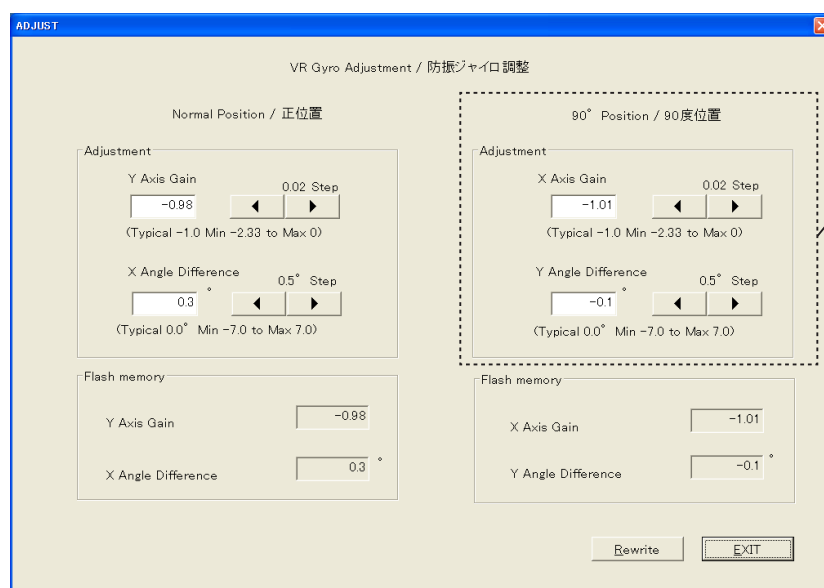 ADJUST
VR Gyro Adjustment / 防振ジャイロ調整
Normal Position / 正位置
Adjustment
Y Axis Gain
0.02 Step
-0.98
(Typical -1.0 Min -2.33 to Max 0)
X Angle Difference
0.5° Step
0.3 °
(Typical 0.0° Min -7.0 to Max 7.0)
Flash memory
Y Axis Gain -0.98
X Angle Difference 0.3 °
90° Position / 90度位置
Adjustment
X Axis Gain
0.02 Step
-1.01
(Typical -1.0 Min -2.33 to Max 0)
Y Angle Difference
0.5° Step
-0.1 °
(Typical 0.0° Min -7.0 to Max 7.0)
Flash memory
X Axis Gain -1.01
Y Angle Difference -0.1 °
Rewrite EXIT